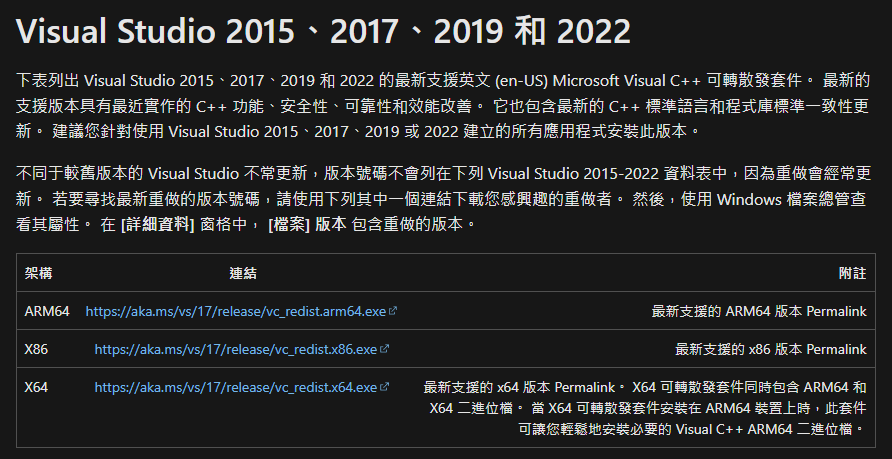 Visual Studio 2015、2017、2019 和 2022
下表列出 Visual Studio 2015、2017、2019 和 2022 的最新支援英文 (en-US) Microsoft Visual C++ 可轉散發套件。 最新的
支援版本具有最近實作的 C++ 功能、安全性、可靠性和效能改善。 它也包含最新的 C++ 標準語言和程式庫標準一致性更
新。 建議您針對使用 Visual Studio 2015、2017、2019 或 2022 建立的所有應用程式安裝此版本。
不同于較舊版本的 Visual Studio 不常更新，版本號碼不會列在下列 Visual Studio 2015-2022 資料表中，因為重做會經常更
新。 若要尋找最新重做的版本號碼，請使用下列其中一個連結下載您感興趣的重做者。 然後，使用 Windows 檔案總管查
看其屬性。 在 [詳細資料] 窗格中， [檔案] 版本 包含重做的版本。
架構 連結 附註
ARM64 https://aka.ms/vs/17/release/vc_redist.arm64.exe 最新支援的 ARM64 版本 Permalink
X86 https://aka.ms/vs/17/release/vc_redist.x86.exe 最新支援的 x86 版本 Permalink
X64 https://aka.ms/vs/17/release/vc_redist.x64.exe 最新支援的 x64 版本 Permalink。 X64 可轉散發套件同時包含 ARM64 和
X64 二進位檔。 當 X64 可轉散發套件安裝在 ARM64 裝置上時，此套件
可讓您輕鬆地安裝必要的 Visual C++ ARM64 二進位檔。